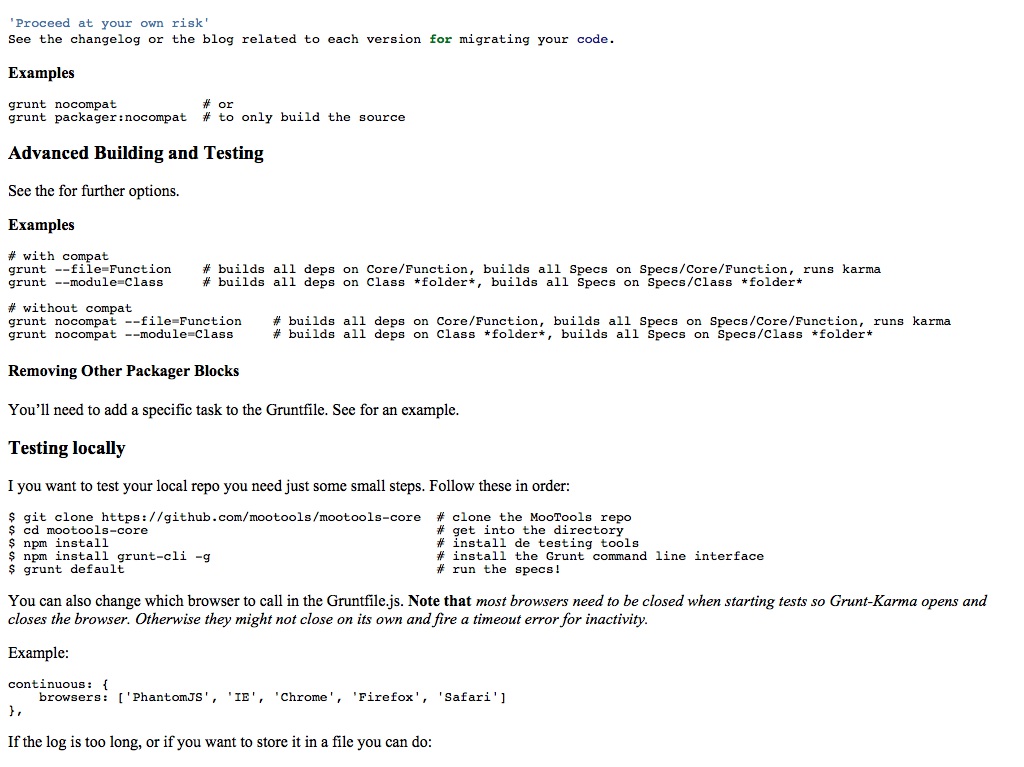 'Proceed at your own risk'
See the changelog or the blog related to each version for migrating your code.
Examples
grunt nocompat           # or
grunt packager:nocompat  # to only build the source
Advanced Building and Testing
See the for further options.
Examples
# with compat
grunt --file=Function    # builds all deps on Core/Function, builds all Specs on Specs/Core/Function, runs karma
grunt --module=Class     # builds all deps on Class *folder*, builds all Specs on Specs/Class *folder*
# without compat
grunt nocompat --file=Function    # builds all deps on Core/Function, builds all Specs on Specs/Core/Function, runs karma
grunt nocompat --module=Class     # builds all deps on Class *folder*, builds all Specs on Specs/Class *folder*
Removing Other Packager Blocks
You’ll need to add a specific task to the Gruntfile. See for an example.
Testing locally
I you want to test your local repo you need just some small steps. Follow these in order:
$ git clone https://github.com/mootools/mootools-core  # clone the MooTools repo
$ cd mootools-core                                     # get into the directory
$ npm install                                          # install de testing tools
$ npm install grunt-cli -g                             # install the Grunt command line interface
$ grunt default                                        # run the specs!
You can also change which browser to call in the Gruntfile.js. Note that most browsers need to be closed when starting tests so Grunt-Karma opens and
closes the browser. Otherwise they might not close on its own and fire a timeout error for inactivity.
Example:
continuous: {
    browsers: ['PhantomJS', 'IE', 'Chrome', 'Firefox', 'Safari']
},
If the log is too long, or if you want to store it in a file you can do: